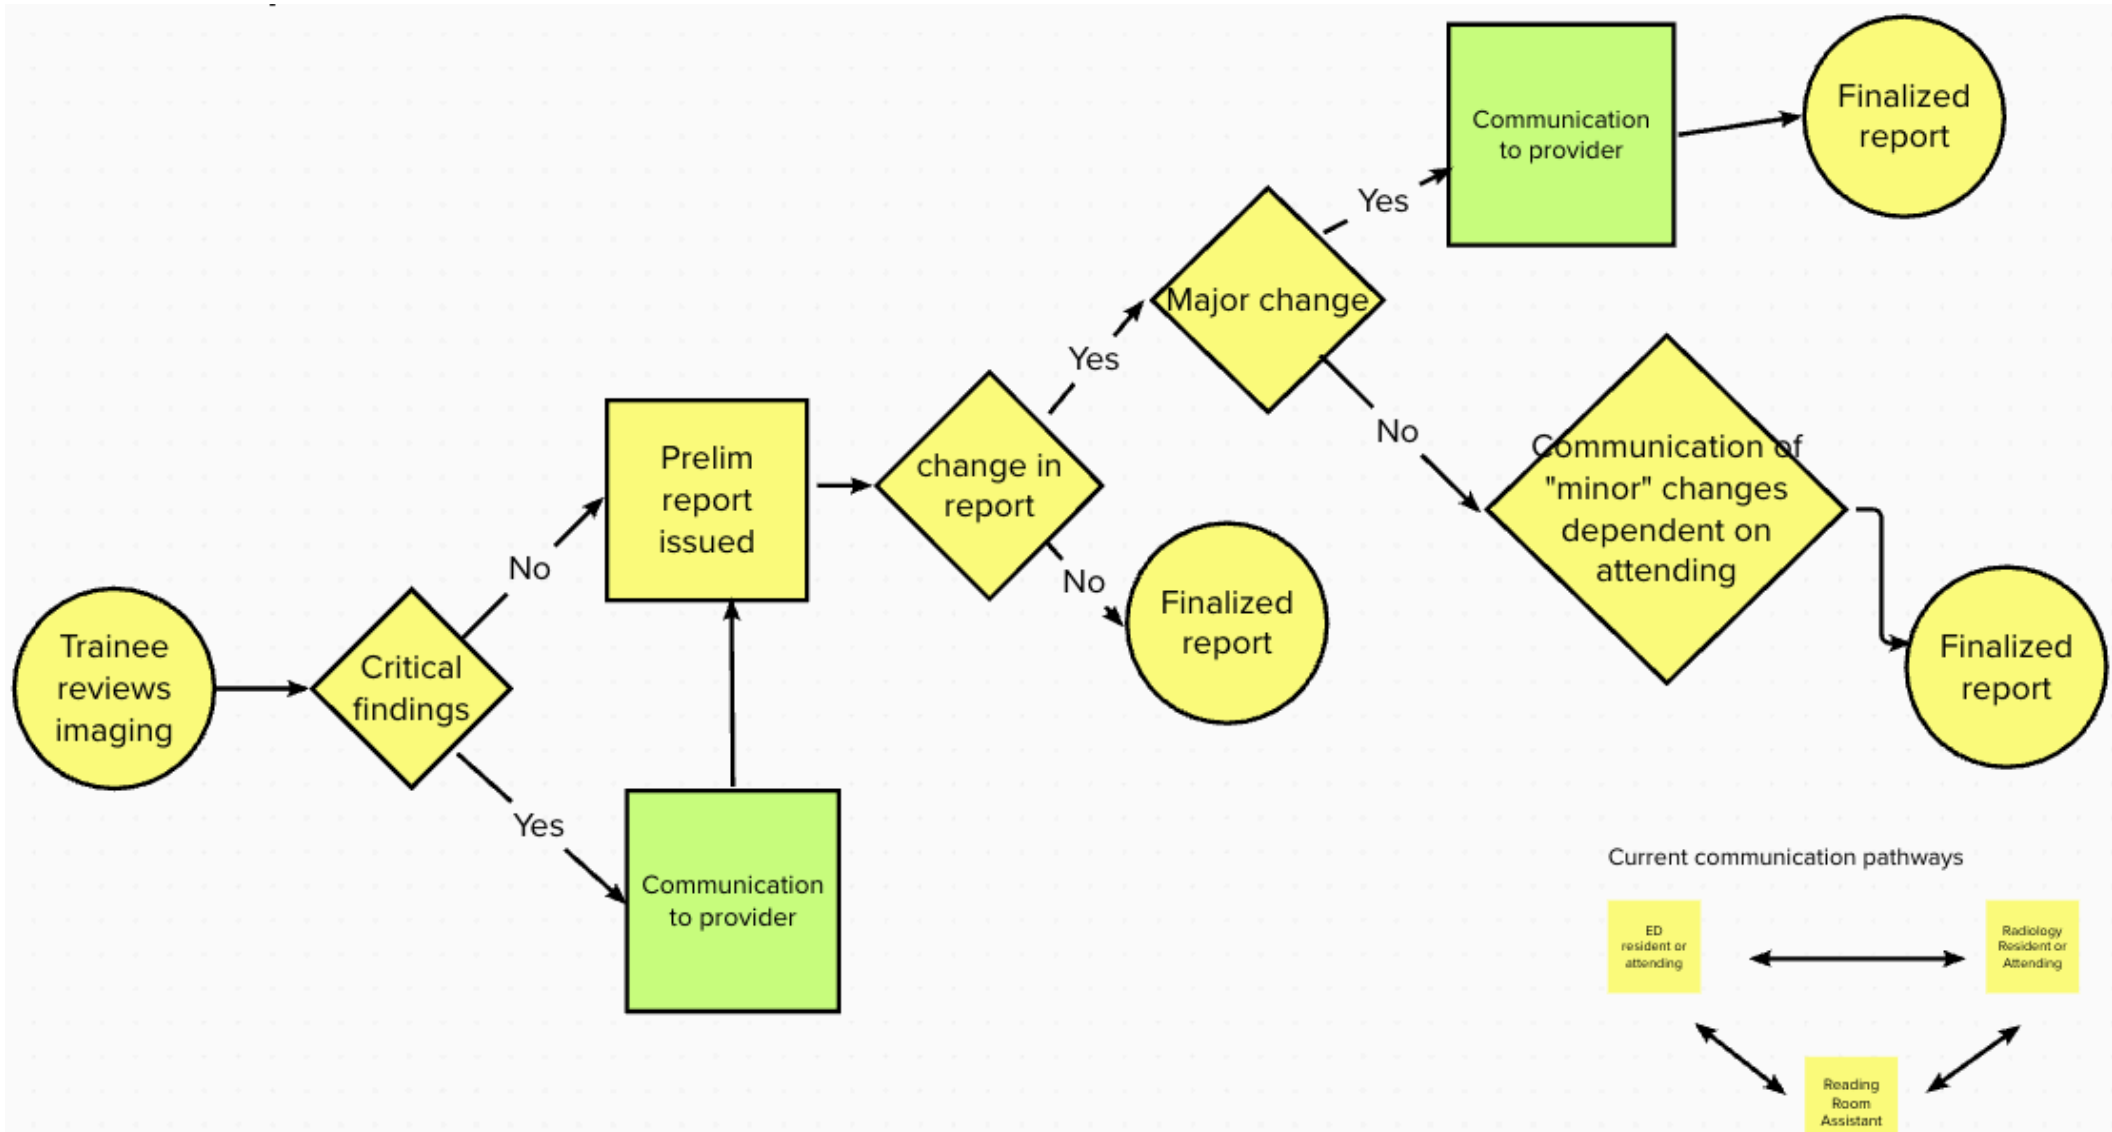 Trainee
reviews
imaging
Critical
findings
No
Yes
Prelim
report
issued
Communication
to provider
change in
report
Yes
No
Finalized
report
Major change
Yes
No
Communication
to provider
Finalized
report
Communication of
"minor" changes
dependent on
attending
Finalized
report
Current communication pathways
ED
resident or
attending
Radiology
Resident or
Attending
Reading
Room
Assistant